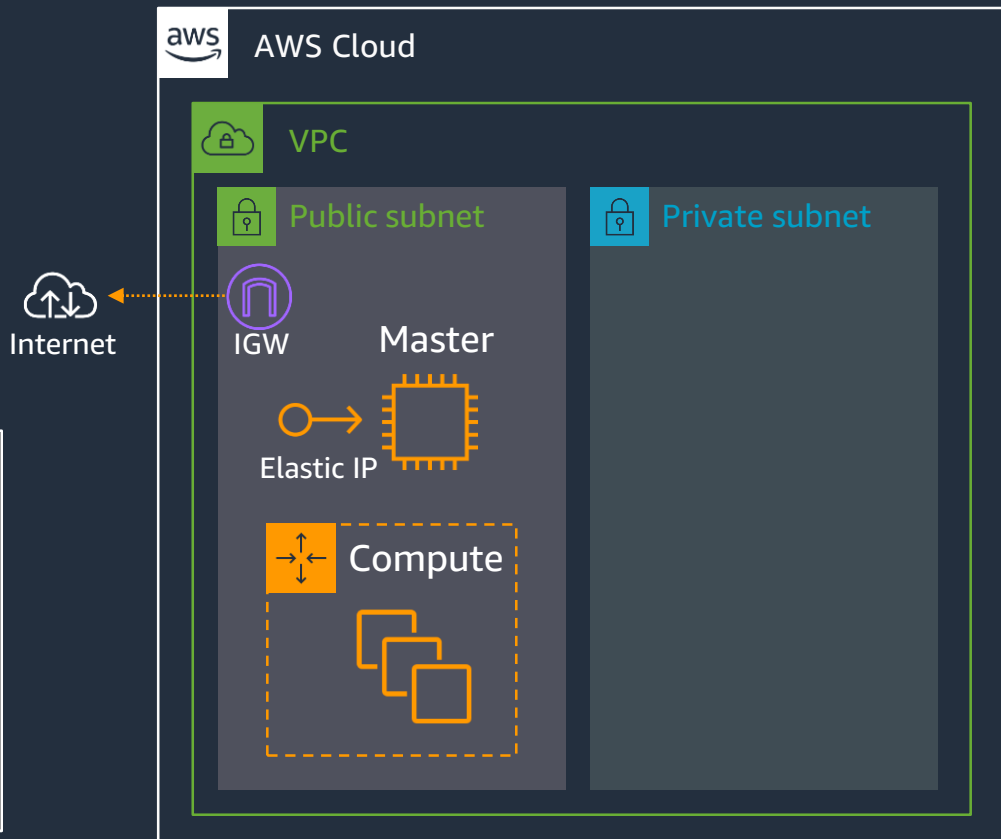 aws
AWS Cloud
VPC
Public subnet
Private subnet
Internet
IGW
Master
Elastic IP
Compute